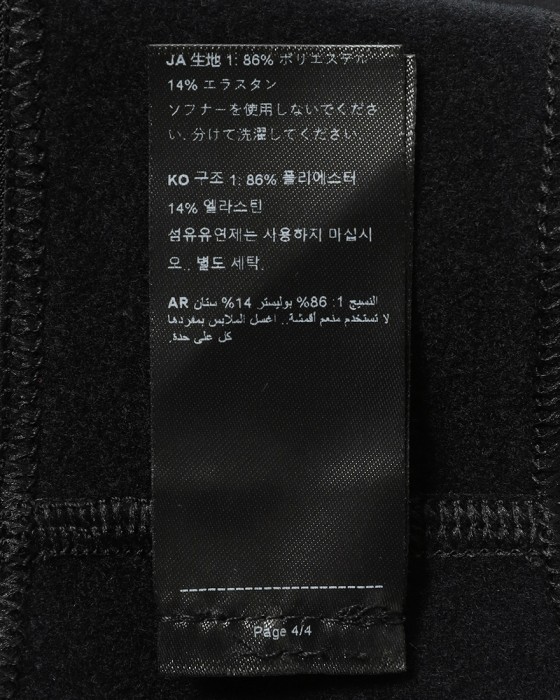 JA 生地 1: 86% ポリエステル
14% エラスタン
ソフナーを使用しないでくださ
い. 分けて洗濯してください.
KO 구조 1: 86% 폴리에스터
14% 엘라스틴
섬유유연제는 사용하지 마십시
오.. 별도 세탁.
AR النسيج 1: 86% بوليستر 14% ستان
لا تستخدم منعم أقمشة.. اغسل الملابس بمفردها
كل على حدة.
Page 4/4